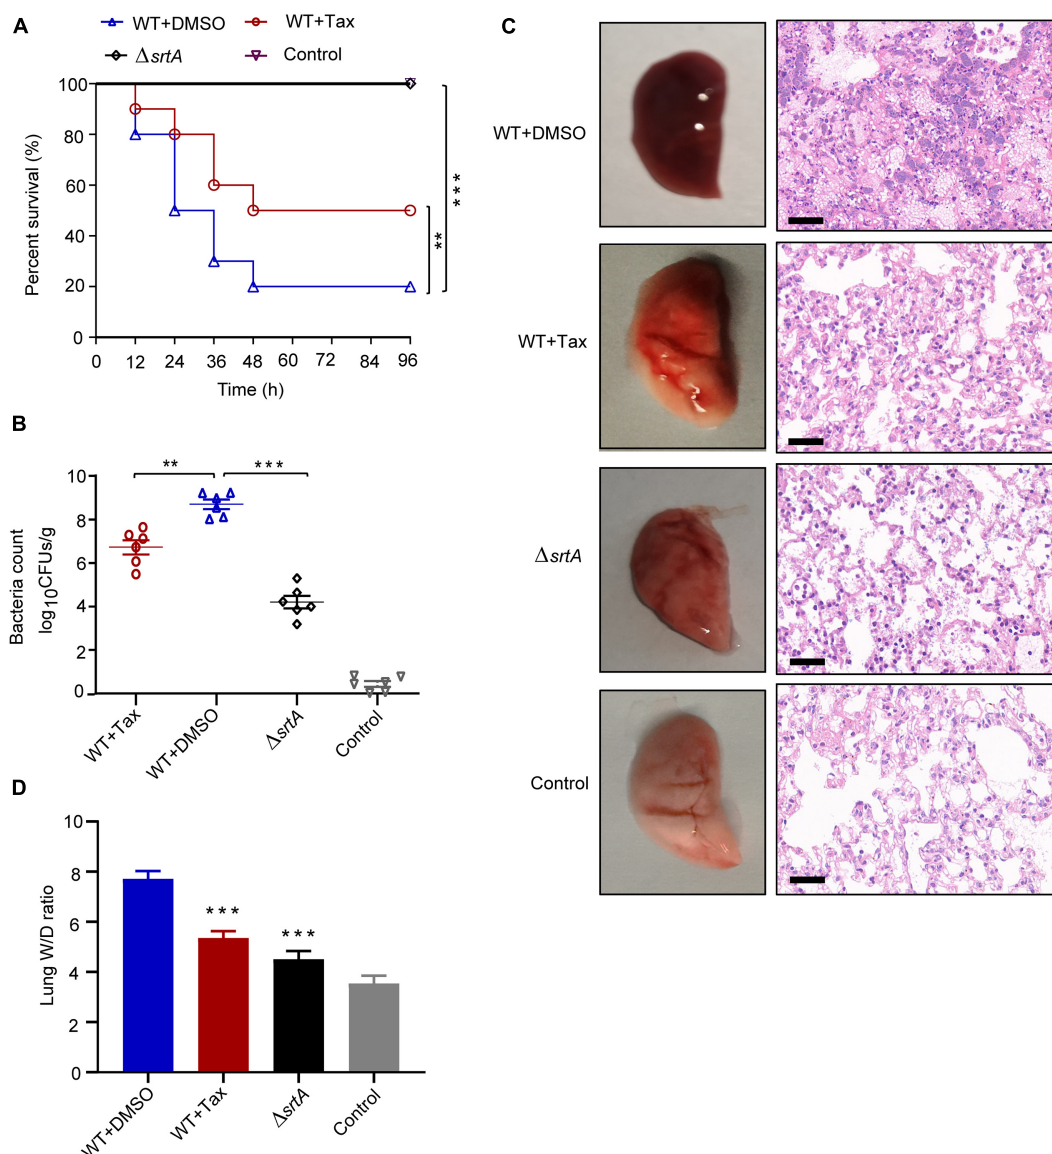 A
WT+DMSO
WT+Tax
ΔsrtA
Control
Percent survival (%)
100
80
60
40
20
0
0 12 24 36 48 60 72 84 96
Time (h)
**
***
B
Bacteria count
log10CFUs/g
10
8
6
4
2
0
**
***
WT+Tax
WT+DMSO
ΔsrtA
Control
C
WT+DMSO
WT+Tax
ΔsrtA
Control
D
Lung W/D ratio
10
8
6
4
2
0
***
***
WT+DMSO
WT+Tax
ΔsrtA
Control